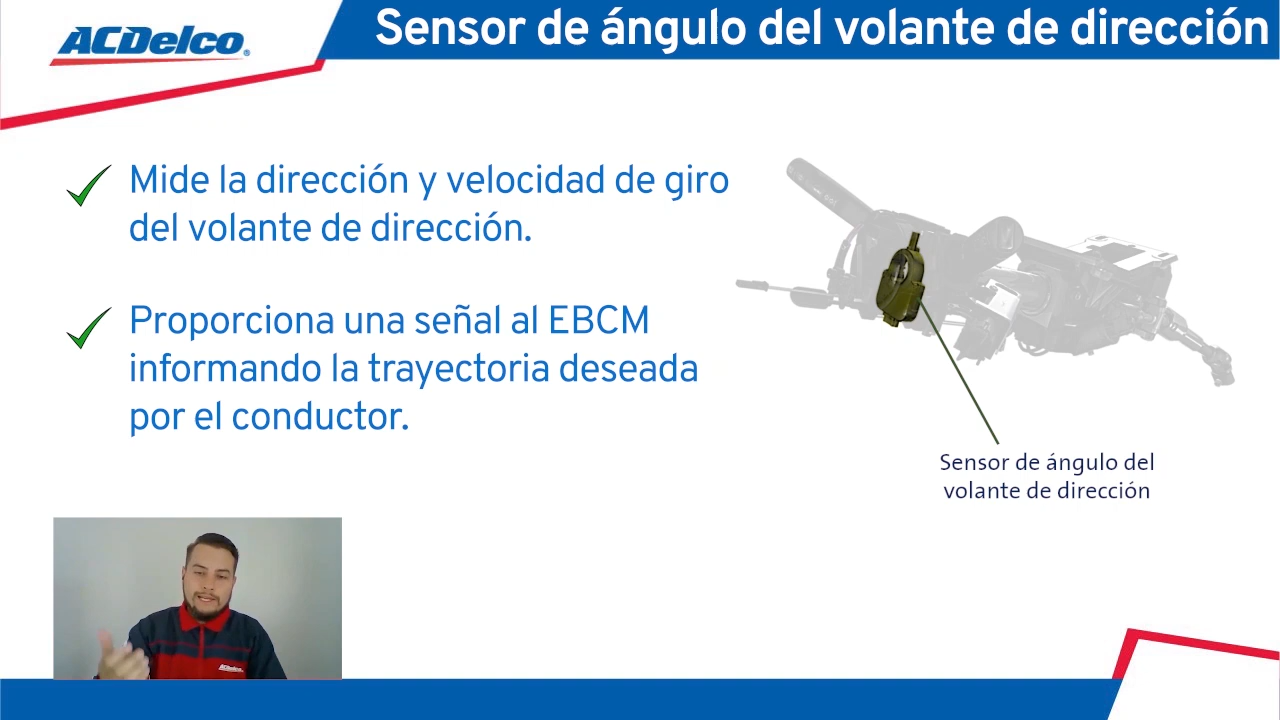 ACDelco®
Sensor de ángulo del volante de dirección
Mide la dirección y velocidad de giro
del volante de dirección.
Proporciona una señal al EBCM
informando la trayectoria deseada
por el conductor.
Sensor de ángulo del
volante de dirección
ACDelco